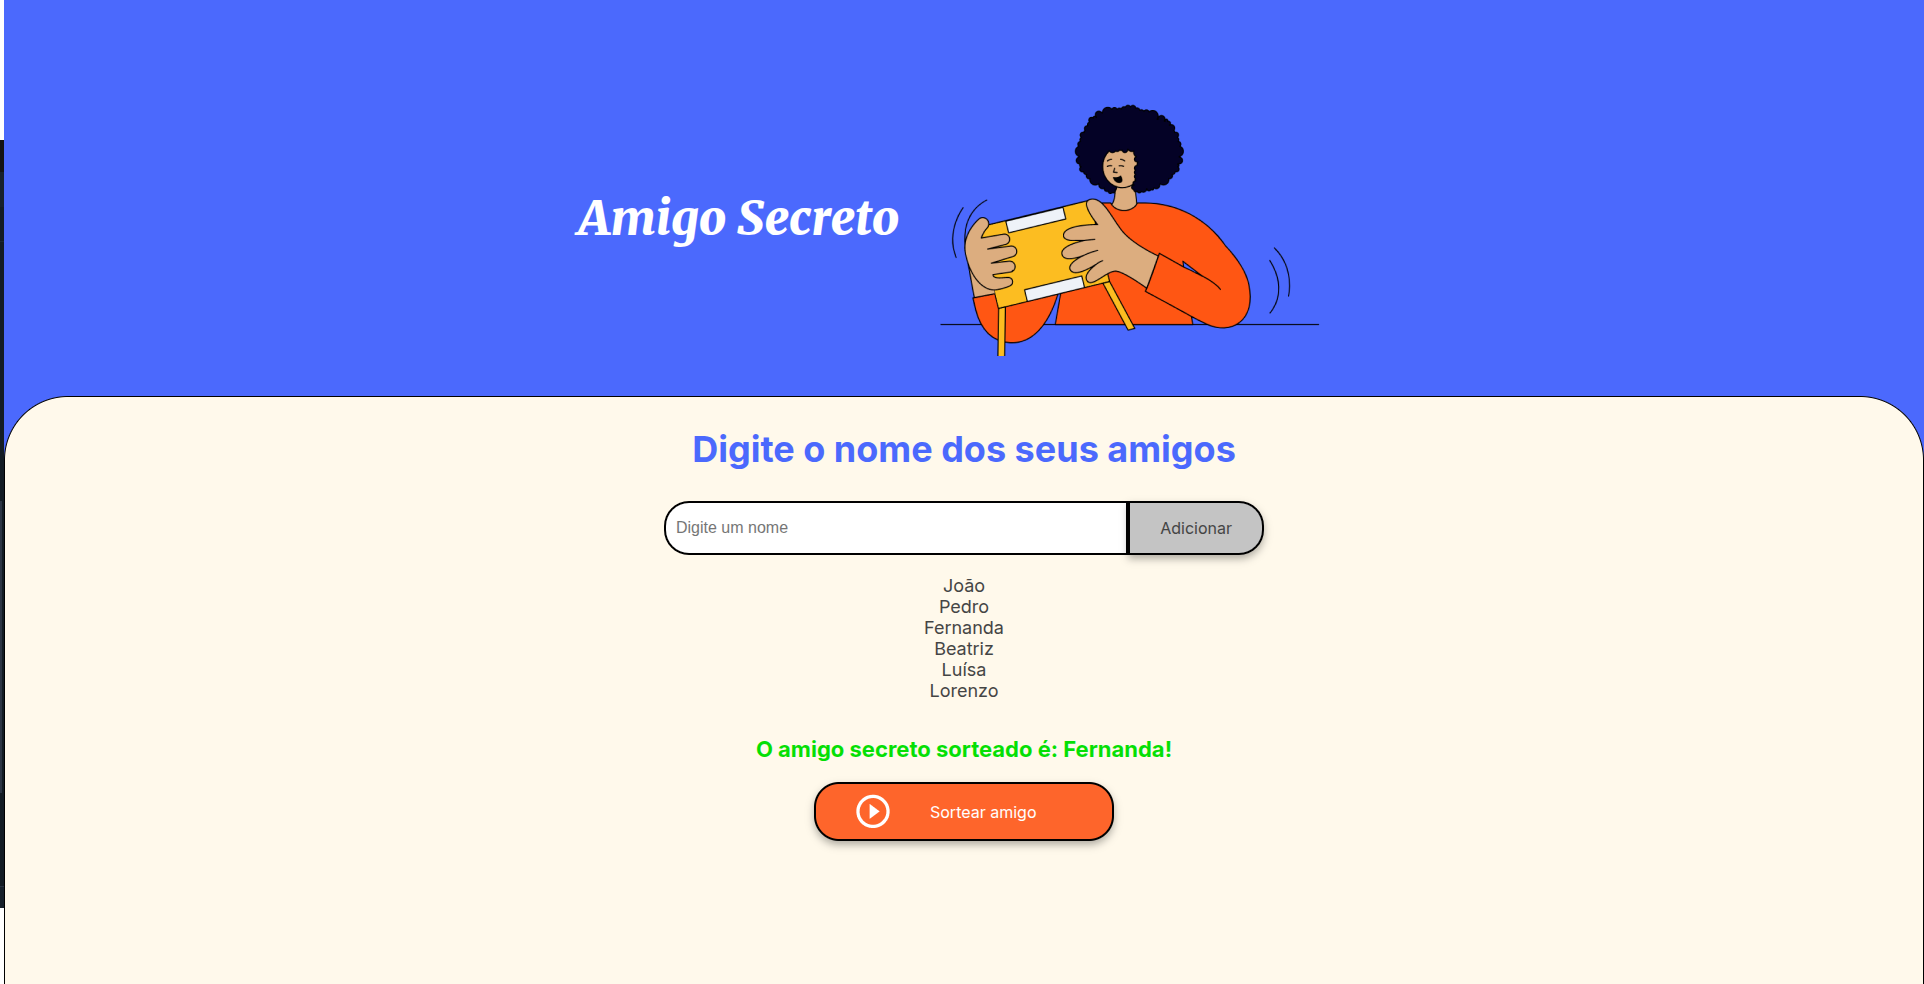 Amigo Secreto
Digite o nome dos seus amigos
Digite um nome
Adicionar
João
Pedro
Fernanda
Beatriz
Luísa
Lorenzo
O amigo secreto sorteado é: Fernanda!
Sortear amigo